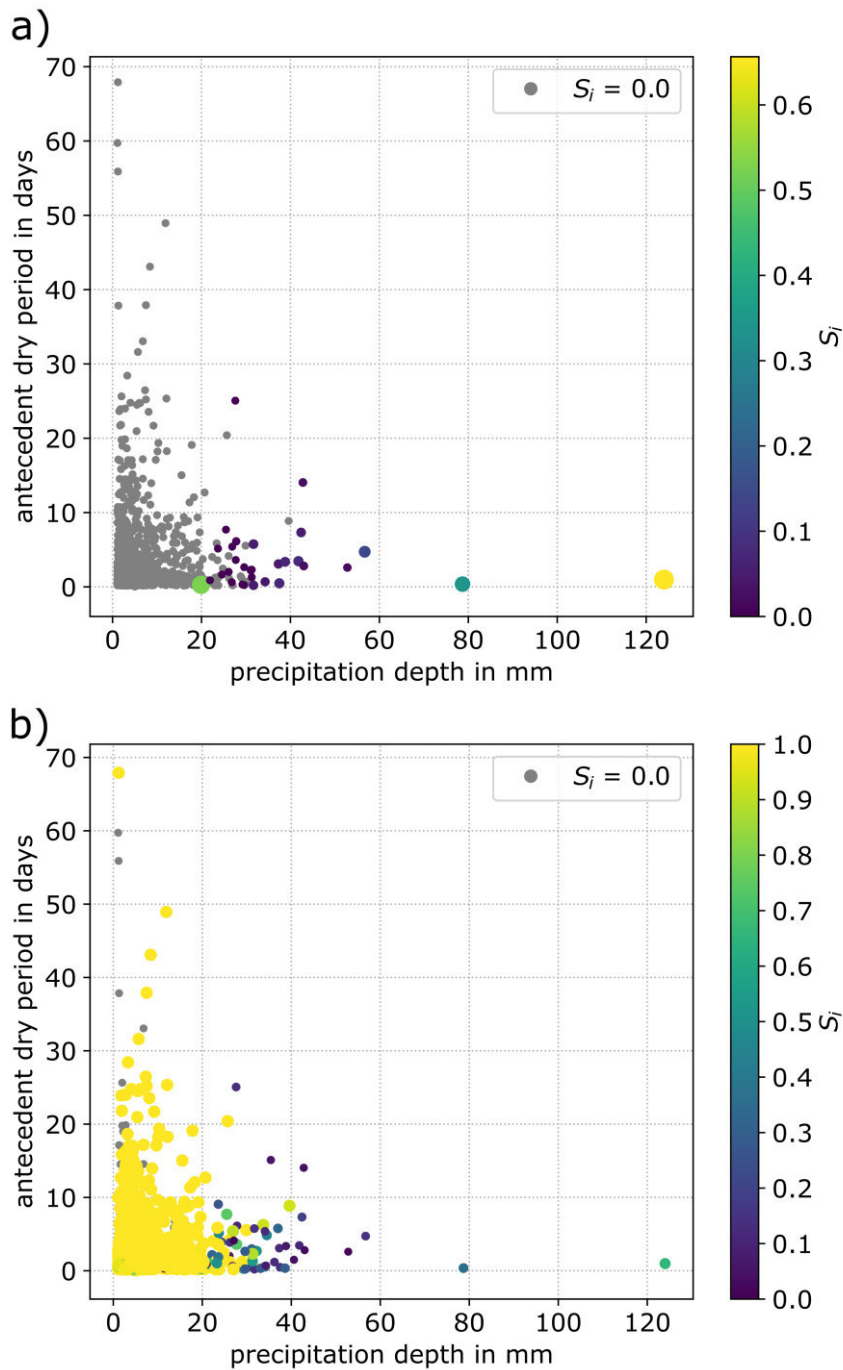 a)
70
60
50
40
30
20
10
0
antecedent dry period in days
S_i = 0.0
0 20 40 60 80 100 120
precipitation depth in mm
0.6
0.5
0.4
0.3
0.2
0.1
0.0
S_i
b)
70
60
50
40
30
20
10
0
antecedent dry period in days
S_i = 0.0
0 20 40 60 80 100 120
precipitation depth in mm
1.0
0.9
0.8
0.7
0.6
0.5
0.4
0.3
0.2
0.1
0.0
S_i